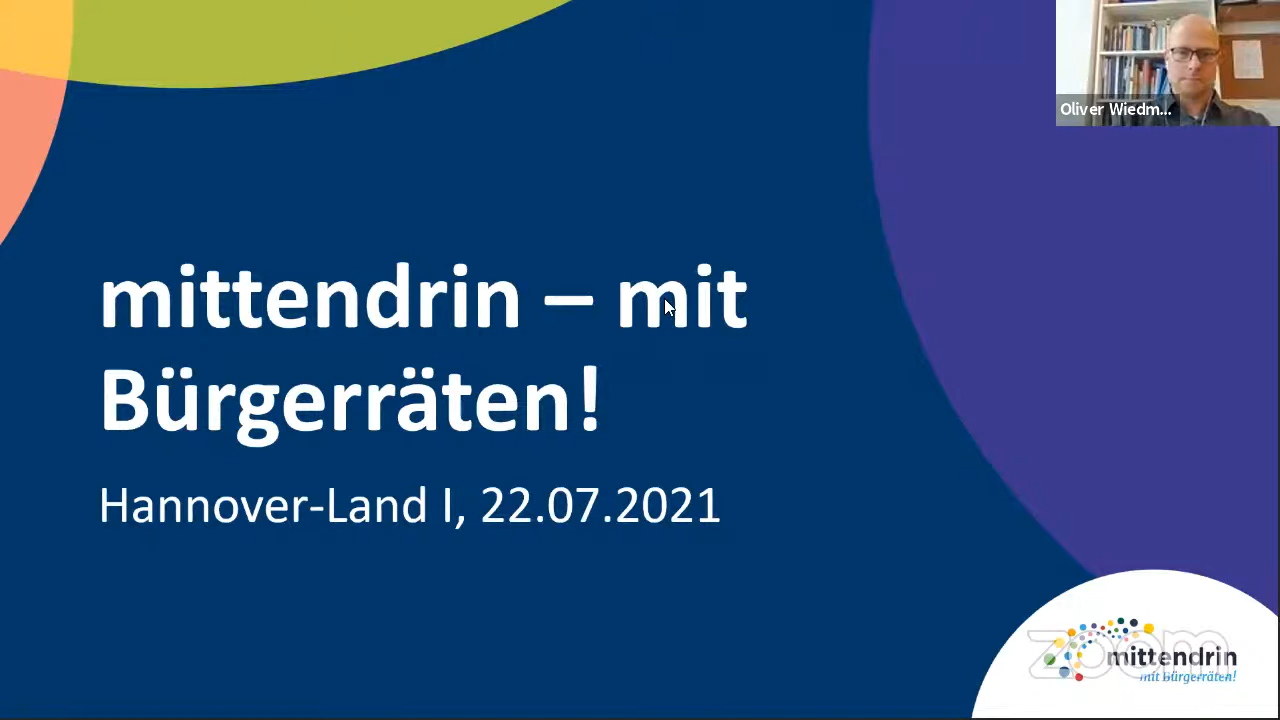 Oliver Wiedm...
mittendrin – mit
Bürgerräten!
Hannover-Land I, 22.07.2021
zoom
mittendrin
mit bürgerräten!